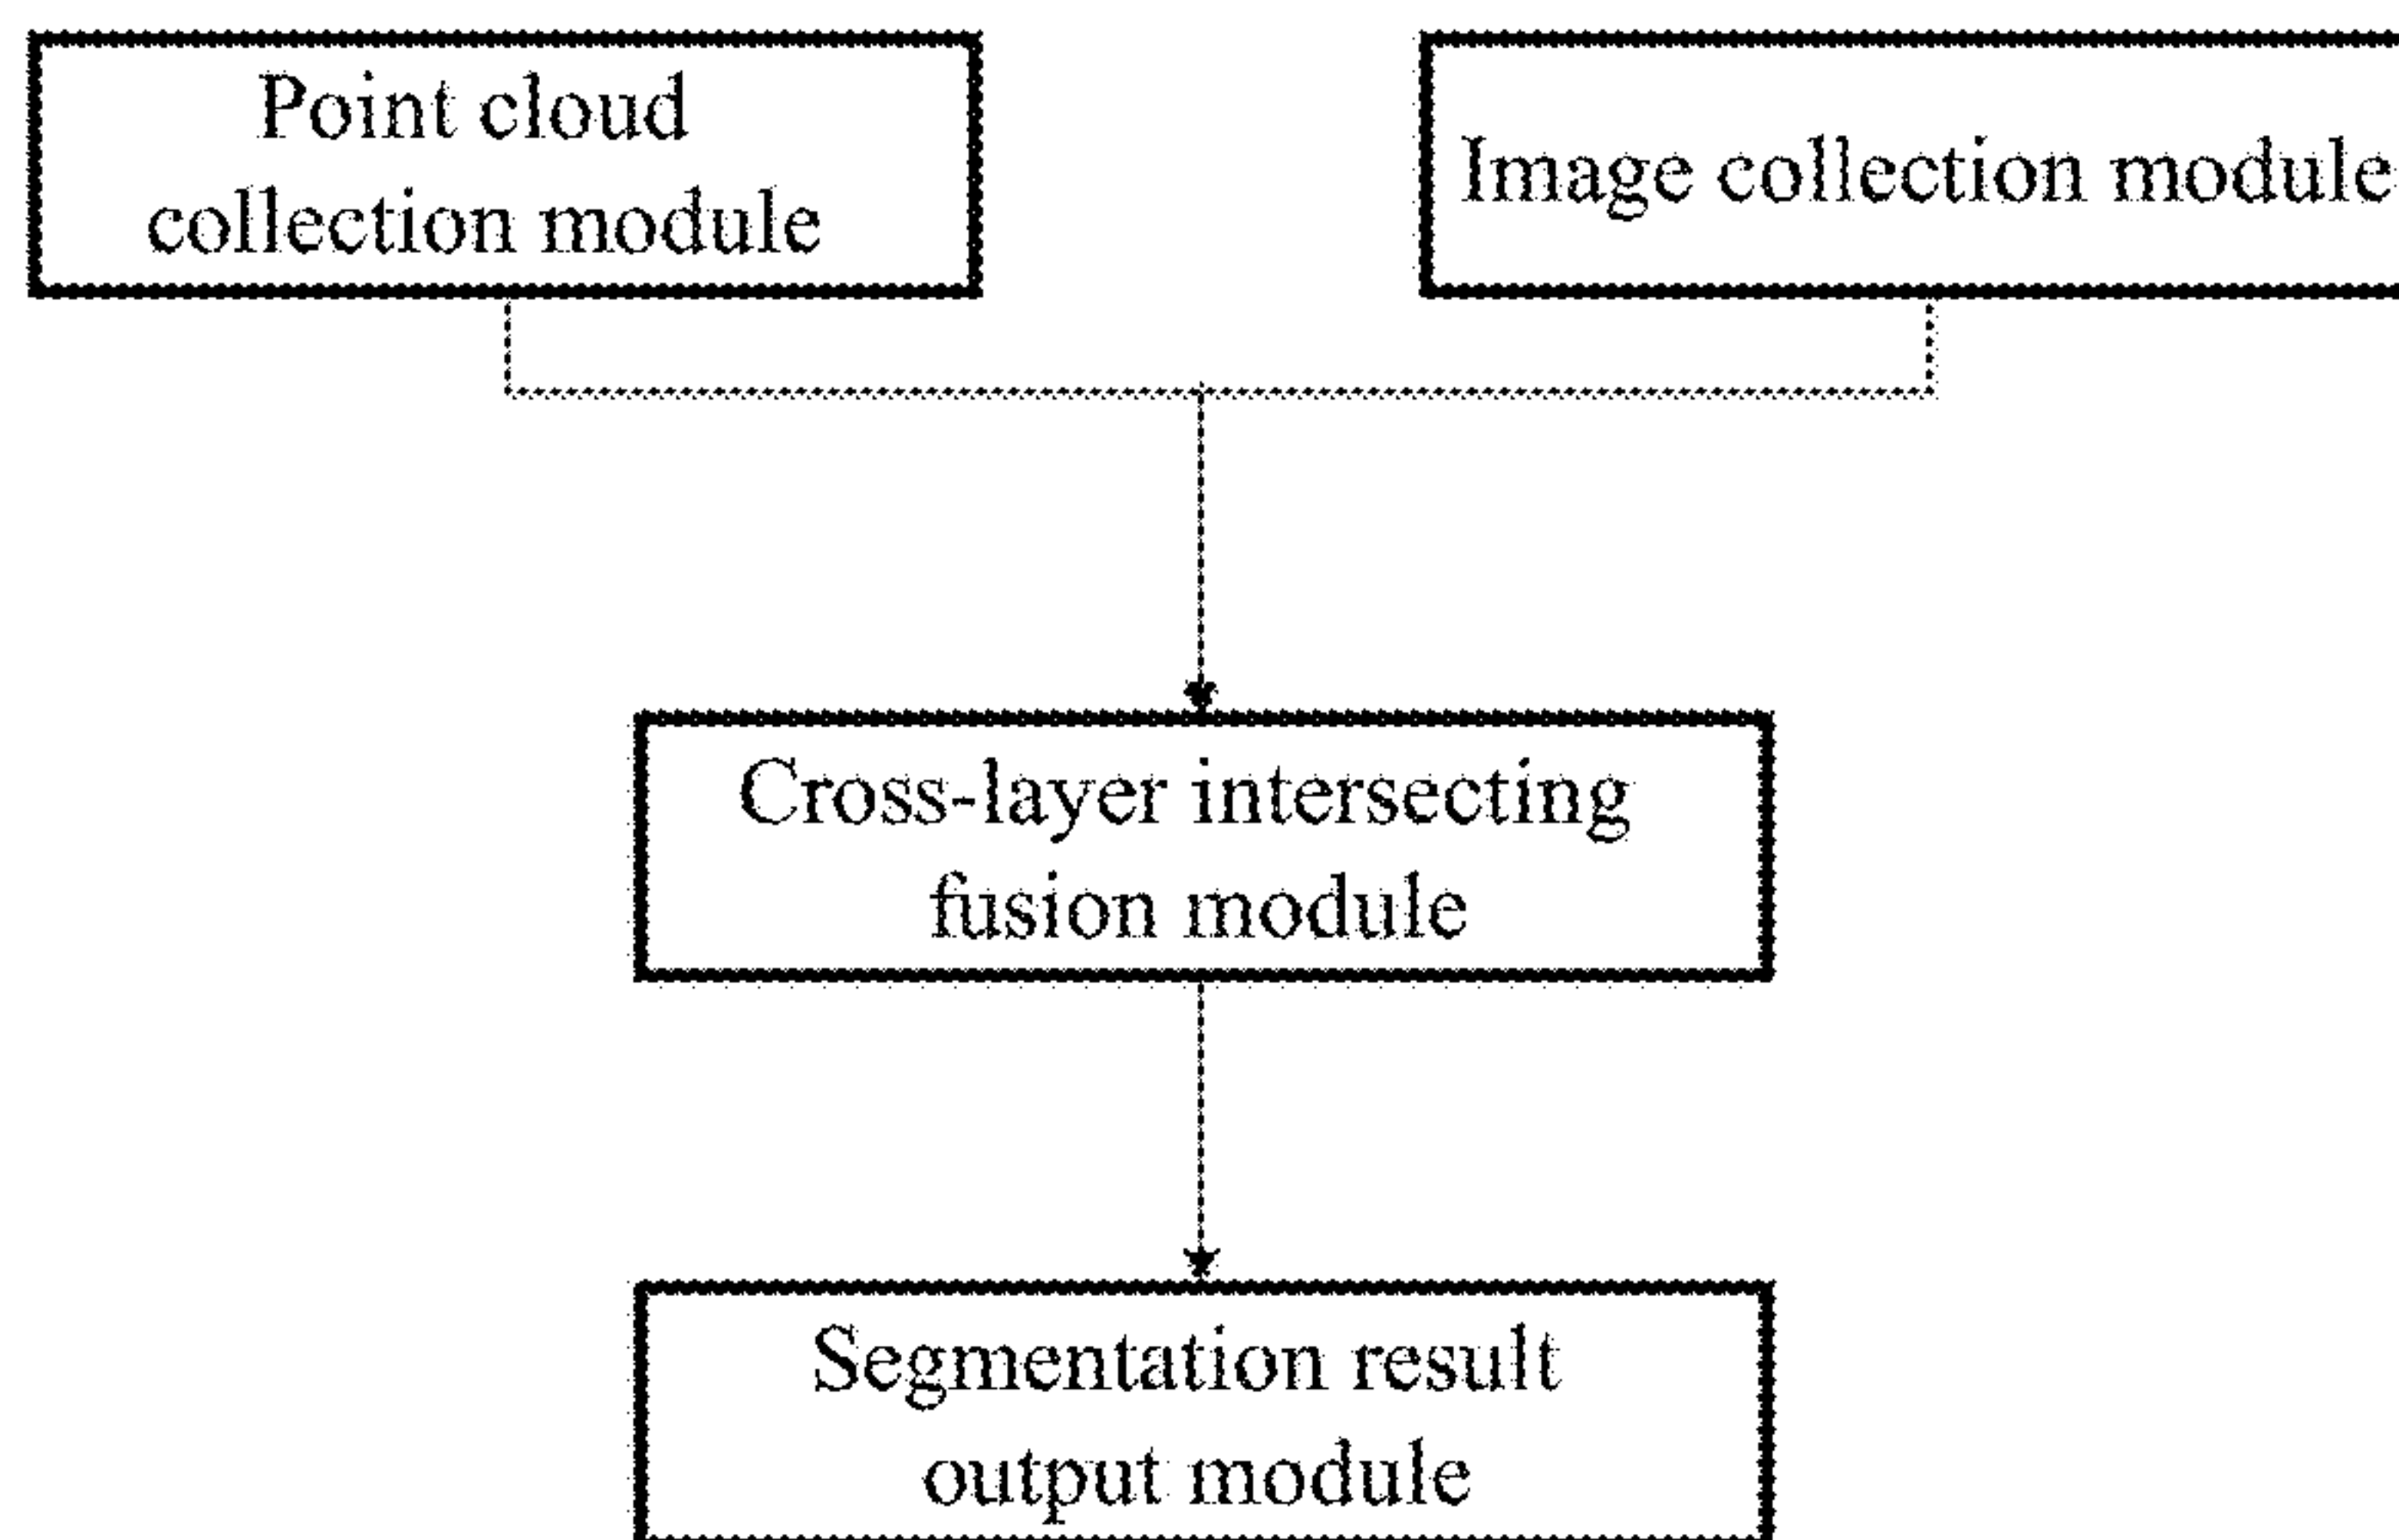 Point cloud
collection module
Image collection module
Cross-layer intersecting
fusion module
Segmentation result
output module